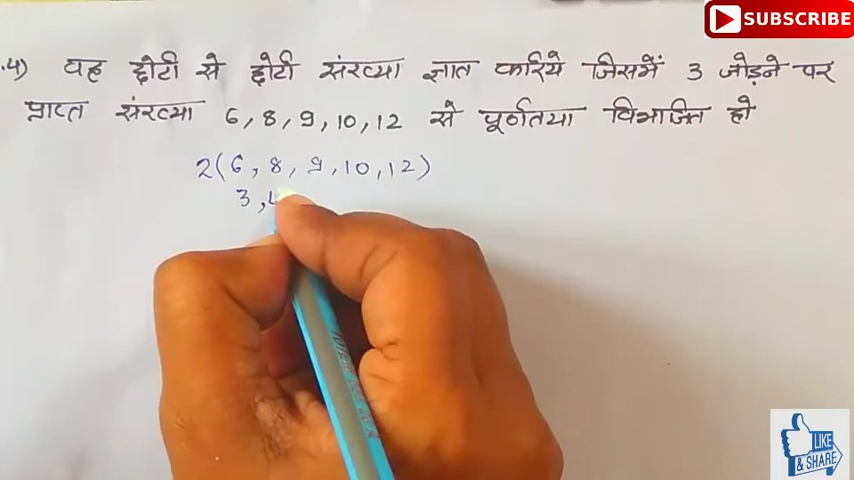 SUBSCRIBE
.4) वह छोटी से छोटी संख्या ज्ञात करिये जिसमें 3 जोड़ने पर
प्राप्त संख्या 6, 8, 9, 10, 12 से पूर्णतया विभाजित हो
2(6, 8, 9, 10, 12)
3, 4
LIKE
& SHARE